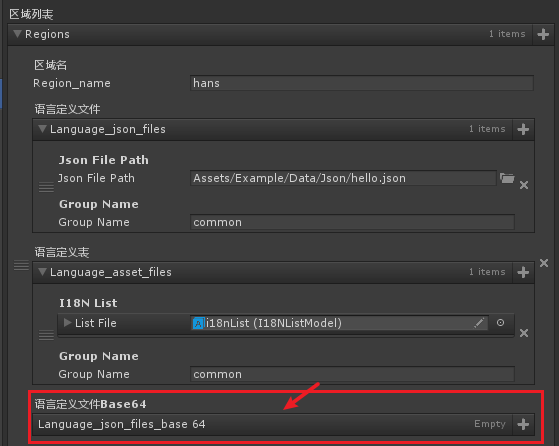 区域列表
Regions
1 items
区域名
Region_name
hans
语言定义文件
Language_json_files
1 items
Json File Path
Json File Path
Assets/Example/Data/Json/hello.json
Group Name
Group Name
common
语言定义表
Language_asset_files
1 items
I18N List
List File
i18nList (I18NListModel)
Group Name
Group Name
common
语言定义文件Base64
Language_json_files_base 64
Empty